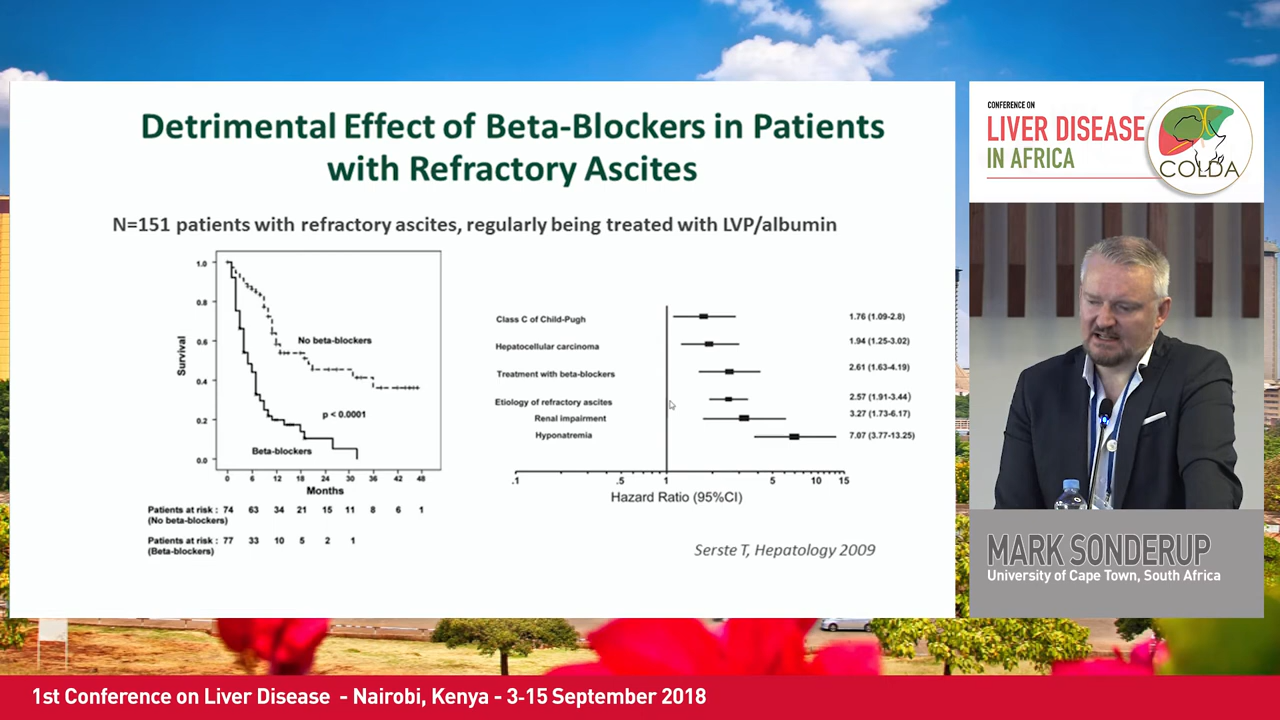 Detrimental Effect of Beta-Blockers in Patients
with Refractory Ascites
N=151 patients with refractory ascites, regularly being treated with LVP/albumin
Survival
1.0
0.8
0.6
0.4
0.2
0.0
No beta-blockers
p < 0.0001
Beta-blockers
0 6 12 18 24 30 36 42 48
Months
Patients at risk : 74 63 34 21 15 11 8 6 1
(No beta-blockers)
Patients at risk : 77 33 10 5 2 1
(Beta-blockers)
Class C of Child-Pugh 1.76 (1.09-2.8)
Hepatocellular carcinoma 1.94 (1.25-3.02)
Treatment with beta-blockers 2.61 (1.63-4.19)
Etiology of refractory ascites 2.57 (1.91-3.44)
Renal impairment 3.27 (1.73-6.17)
Hyponatremia 7.07 (3.77-13.25)
.1 .5 1 5 10 15
Hazard Ratio (95%CI)
Serste T, Hepatology 2009
CONFERENCE ON
LIVER DISEASE
IN AFRICA
COLDA
MARK SONDERUP
University of Cape Town, South Africa
1st Conference on Liver Disease - Nairobi, Kenya - 3-15 September 2018